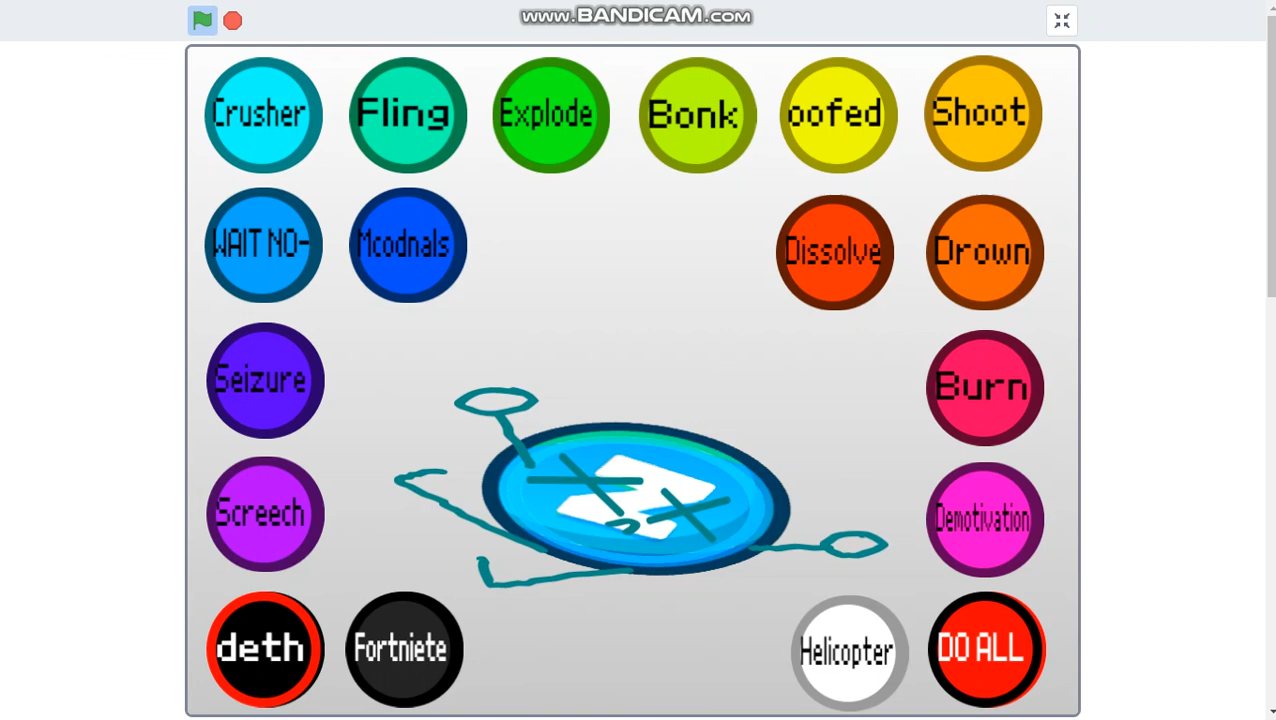 www.BANDICAM.com
Crusher
Fling
Explode
Bonk
oofed
Shoot
WAIT NO-
Mcodnals
Dissolve
Drown
Seizure
Burn
Screech
Demotivation
deth
Fortniete
Helicopter
DO ALL